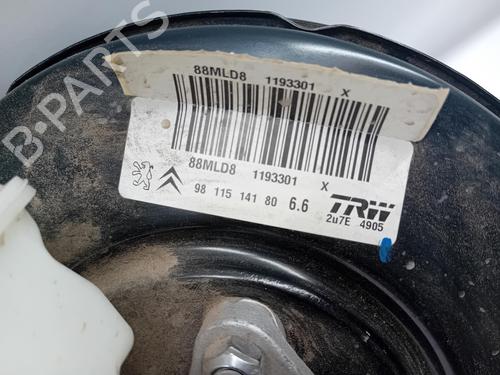 88MLD8 1193301 X
88MLD8 1193301 X
98 115 141 80 6.6
TRW
2u7E 4905
B-PARTS